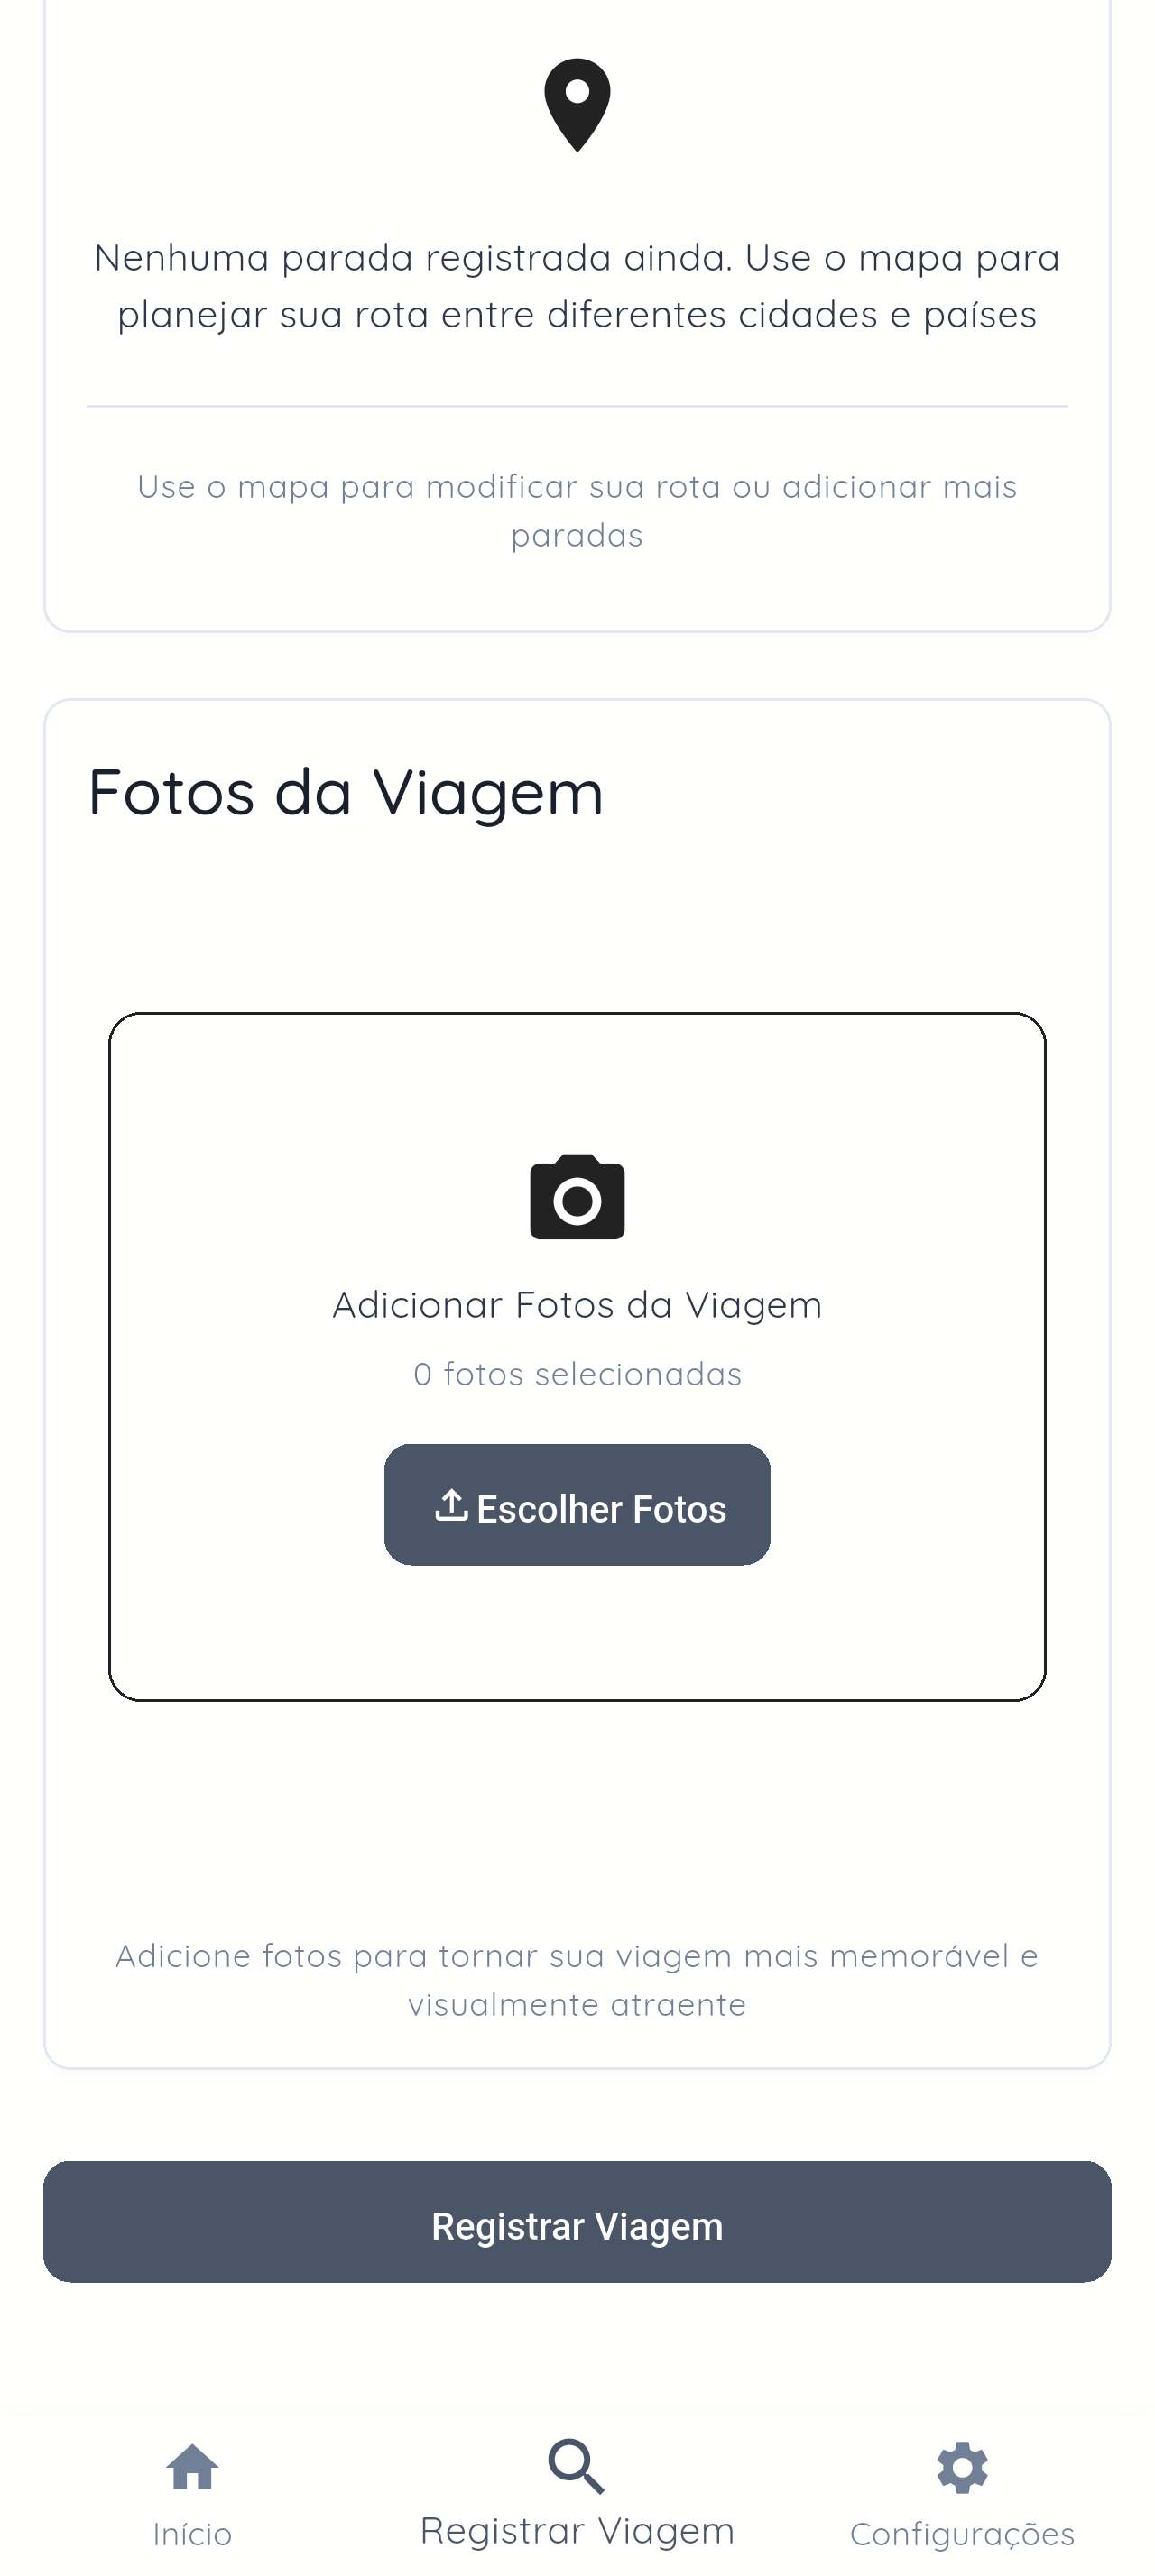 Nenhuma parada registrada ainda. Use o mapa para
planejar sua rota entre diferentes cidades e países
Use o mapa para modificar sua rota ou adicionar mais
paradas
Fotos da Viagem
Adicionar Fotos da Viagem
0 fotos selecionadas
Escolher Fotos
Adicione fotos para tornar sua viagem mais memorável e
visualmente atraente
Registrar Viagem
Início
Registrar Viagem
Configurações